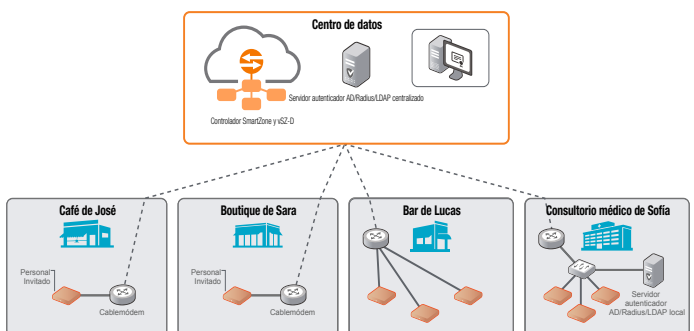 Centro de datos
Servidor autenticador AD/Radius/LDAP centralizado
Controlador SmartZone y vSZ-D
Café de José
Personal
Invitado
Cablemódem
Boutique de Sara
Personal
Invitado
Cablemódem
Bar de Lucas
Consultorio médico de Sofía
Servidor
autenticador
AD/Radius/LDAP local